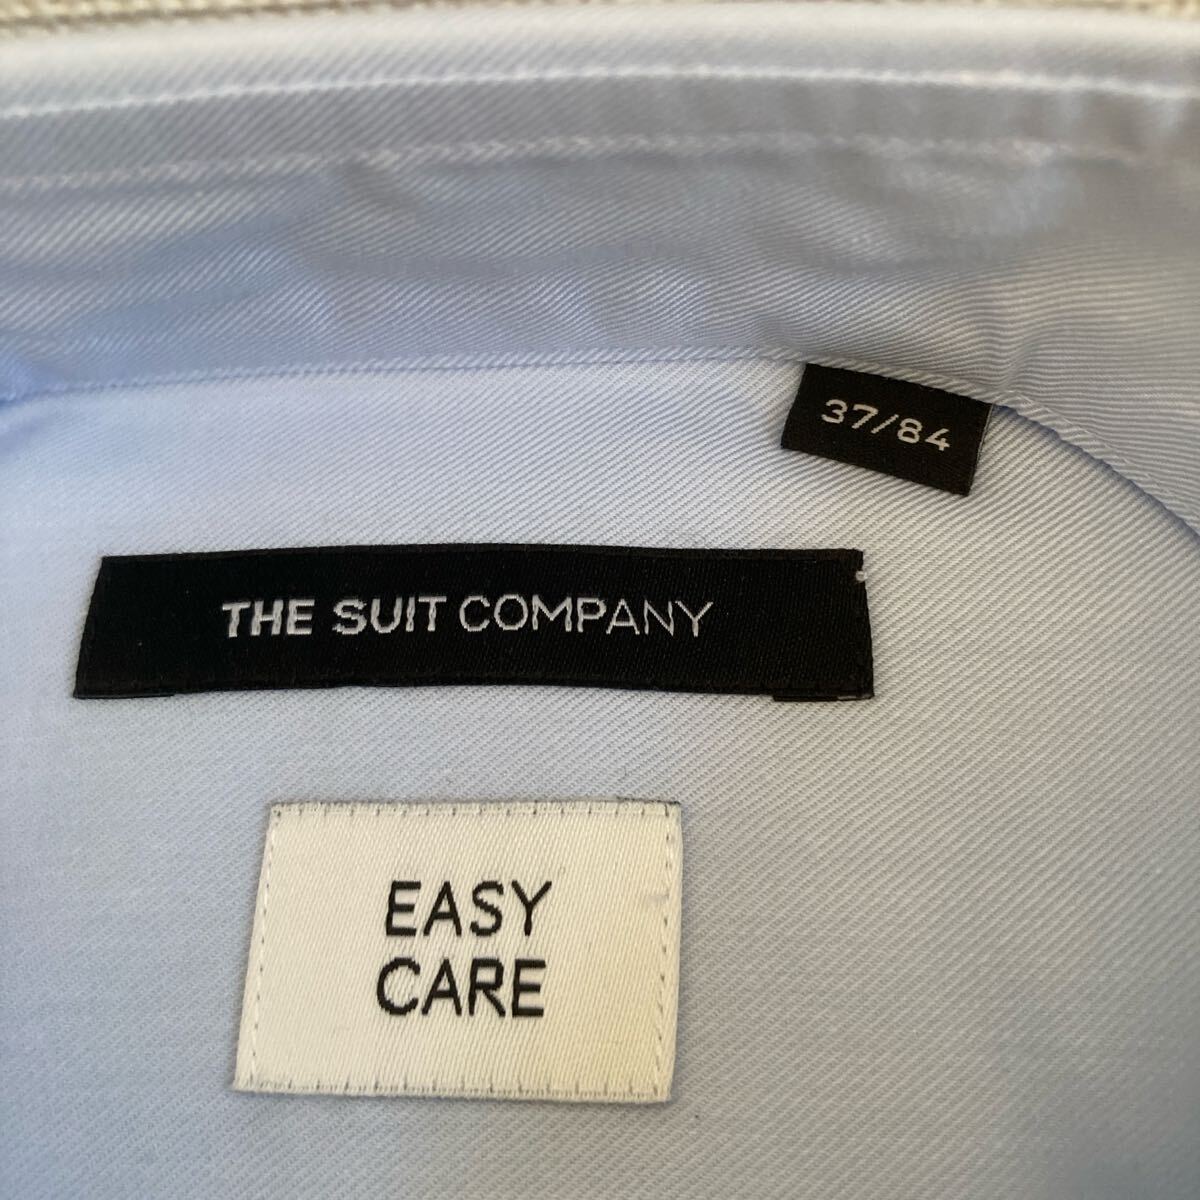 37/84
THE SUIT COMPANY
EASY
CARE